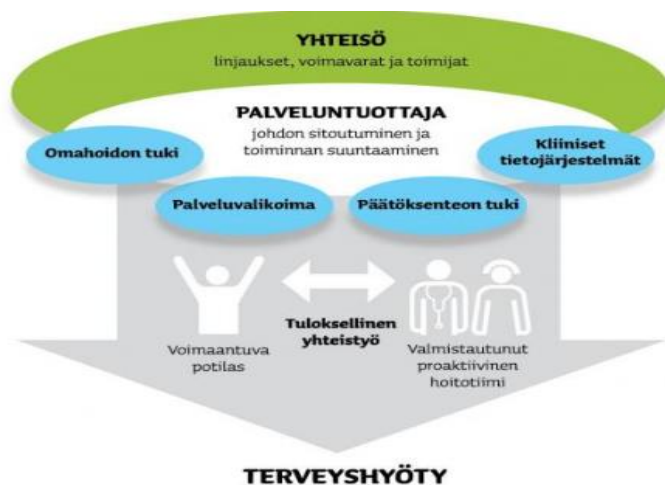 YHTEISÖ
linjaukset, voimavarat ja toimijat
PALVELUNTUOTTAJA
johdon sitoutuminen ja
toiminnan suuntaaminen
Omahoidon tuki
Kliiniset
tietojärjestelmät
Palveluvalikoima
Päätöksenteon tuki
Tuloksellinen
yhteistyö
Voimaantuva
potilas
Valmistautunut
proaktiivinen
hoitotiimi
TERVEYSHYÖTY